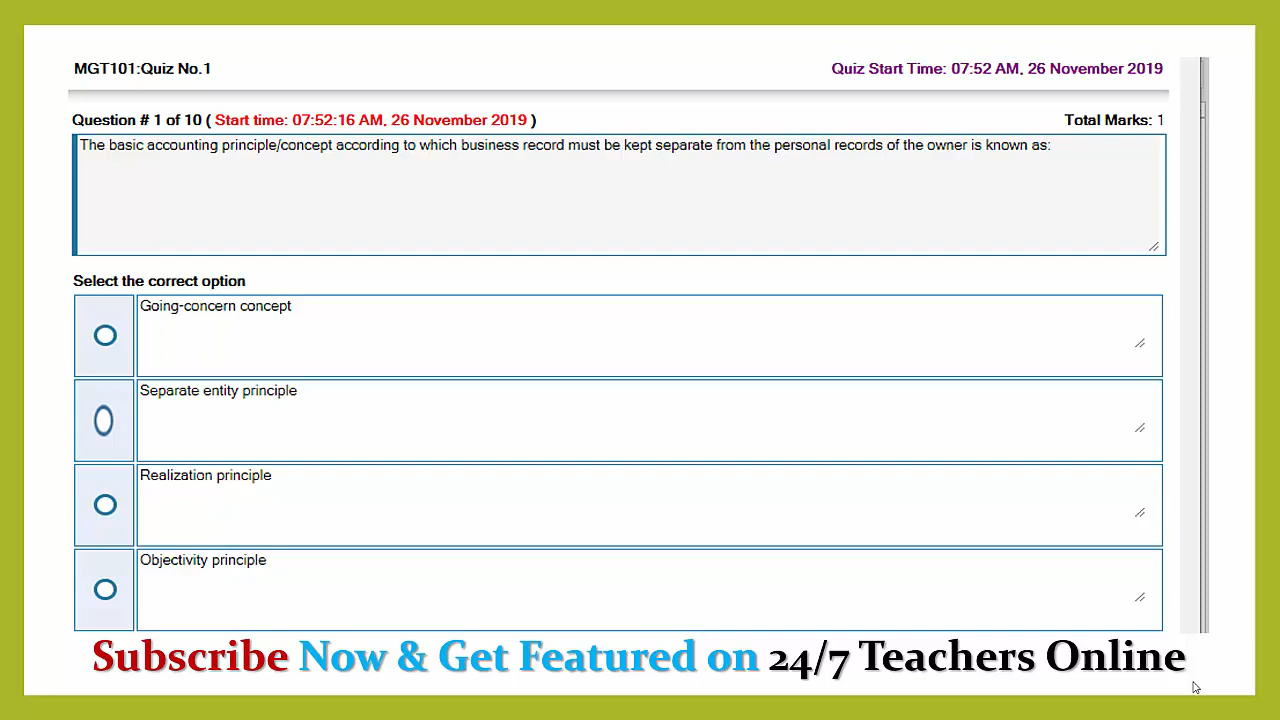 MGT101:Quiz No.1
Quiz Start Time: 07:52 AM, 26 November 2019
Question # 1 of 10 ( Start time: 07:52:16 AM, 26 November 2019 )
Total Marks: 1
The basic accounting principle/concept according to which business record must be kept separate from the personal records of the owner is known as:
Select the correct option
Going-concern concept
Separate entity principle
Realization principle
Objectivity principle
Subscribe Now & Get Featured on 24/7 Teachers Online